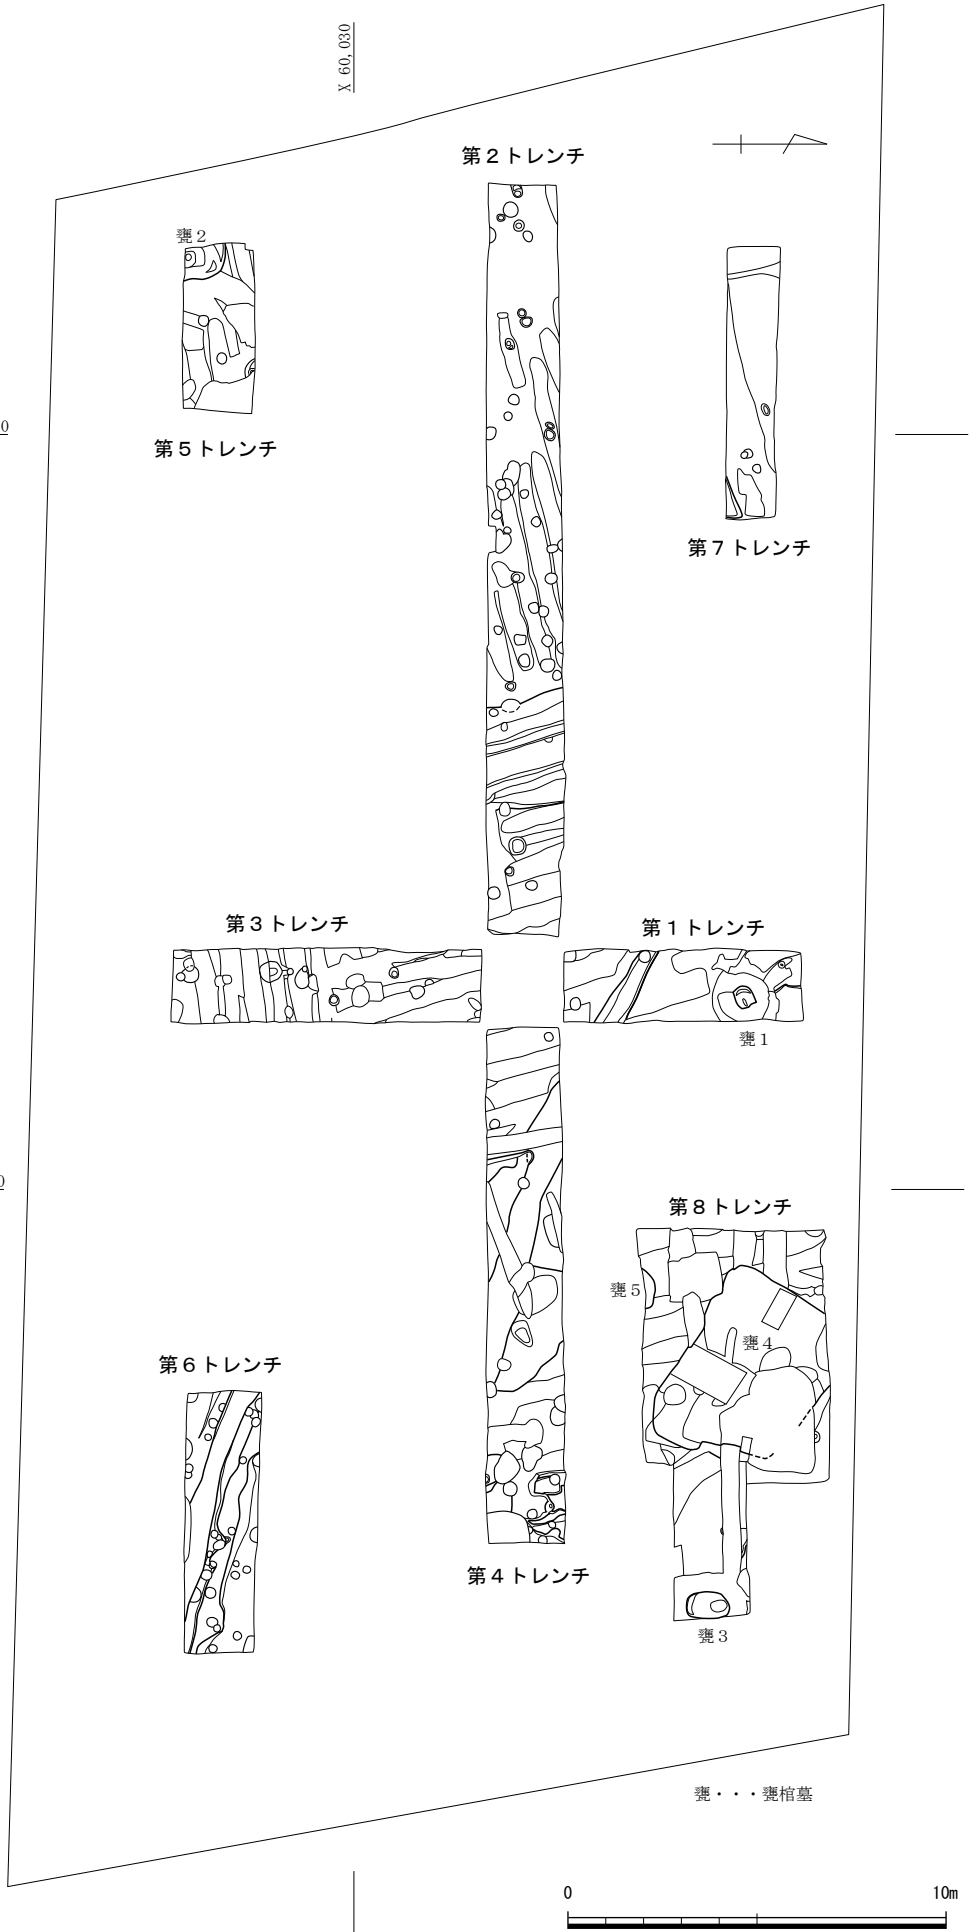 X 60,030
第2トレンチ
甕2
0
第5トレンチ
第7トレンチ
第3トレンチ
第1トレンチ
甕1
0
第8トレンチ
甕5
甕4
第6トレンチ
第4トレンチ
甕3
甕・・・甕棺墓
0 10m